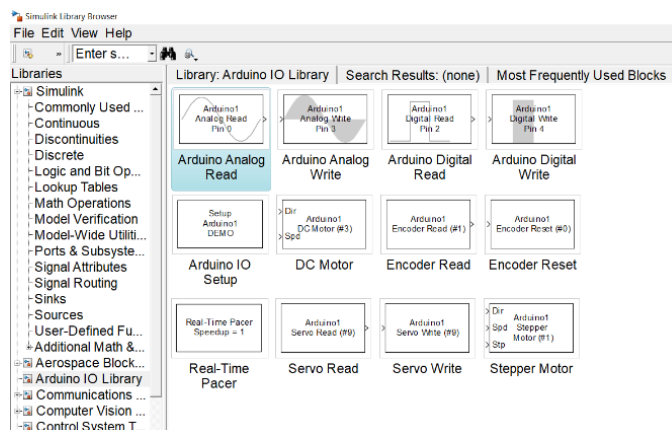 Simulink Library Browser
File Edit View Help
» Enter s...
Libraries
Simulink
Commonly Used ...
Continuous
Discontinuities
Discrete
Logic and Bit Op...
Lookup Tables
Math Operations
Model Verification
Model-Wide Utiliti...
Ports & Subsyste...
Signal Attributes
Signal Routing
Sinks
Sources
User-Defined Fu...
Additional Math &...
Aerospace Block...
Arduino IO Library
Communications ...
Computer Vision ...
Control System T...
Library: Arduino IO Library Search Results: (none) Most Frequently Used Blocks
Arduino1
Analog Read
Pin 0
Arduino Analog
Read
Arduino1
Analog Write
Pin 3
Arduino Analog
Write
Arduino1
Digital Read
Pin 2
Arduino Digital
Read
Arduino1
Digital Write
Pin 4
Arduino Digital
Write
Setup
Arduino1
DEMO
Arduino IO
Setup
Dir
Spd
Arduino1
DC Motor (#3)
DC Motor
Arduino1
Encoder Read (#1)
Encoder Read
Arduino1
Encoder Reset (#0)
Encoder Reset
Real-Time Pacer
Speedup = 1
Real-Time
Pacer
Arduino1
Servo Read (#9)
Servo Read
Arduino1
Servo Write (#9)
Servo Write
Dir
Spd
Stp
Arduino1
Stepper
Motor (#1)
Stepper Motor